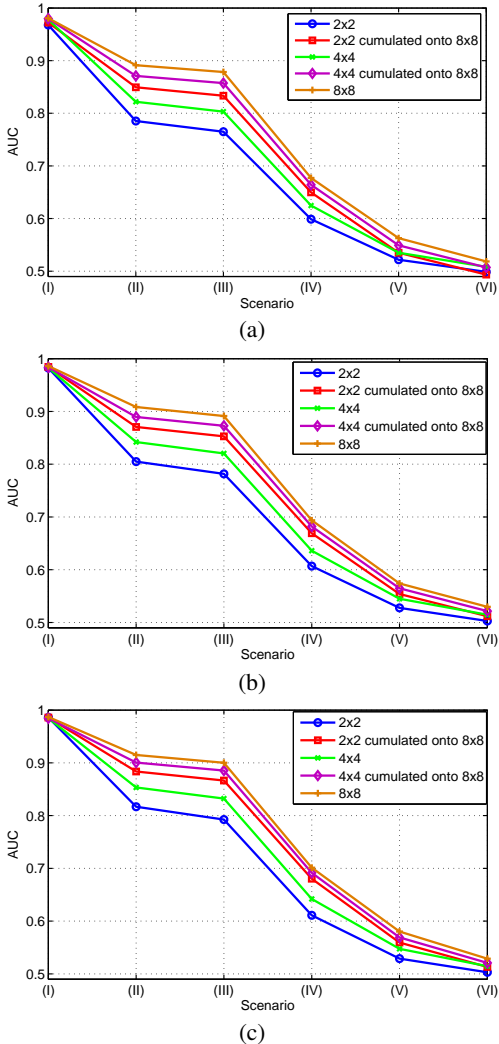 1
2x2
2x2 cumulated onto 8x8
0.9
4x4
4x4 cumulated onto 8x8
8x8
0.8
AUC
0.7
0.6
0.5
(I) (II) (III) (IV) (V) (VI)
Scenario
(a)
1
2x2
2x2 cumulated onto 8x8
0.9
4x4
4x4 cumulated onto 8x8
8x8
0.8
AUC
0.7
0.6
0.5
(I) (II) (III) (IV) (V) (VI)
Scenario
(b)
1
2x2
2x2 cumulated onto 8x8
0.9
4x4
4x4 cumulated onto 8x8
8x8
0.8
AUC
0.7
0.6
0.5
(I) (II) (III) (IV) (V) (VI)
Scenario
(c)